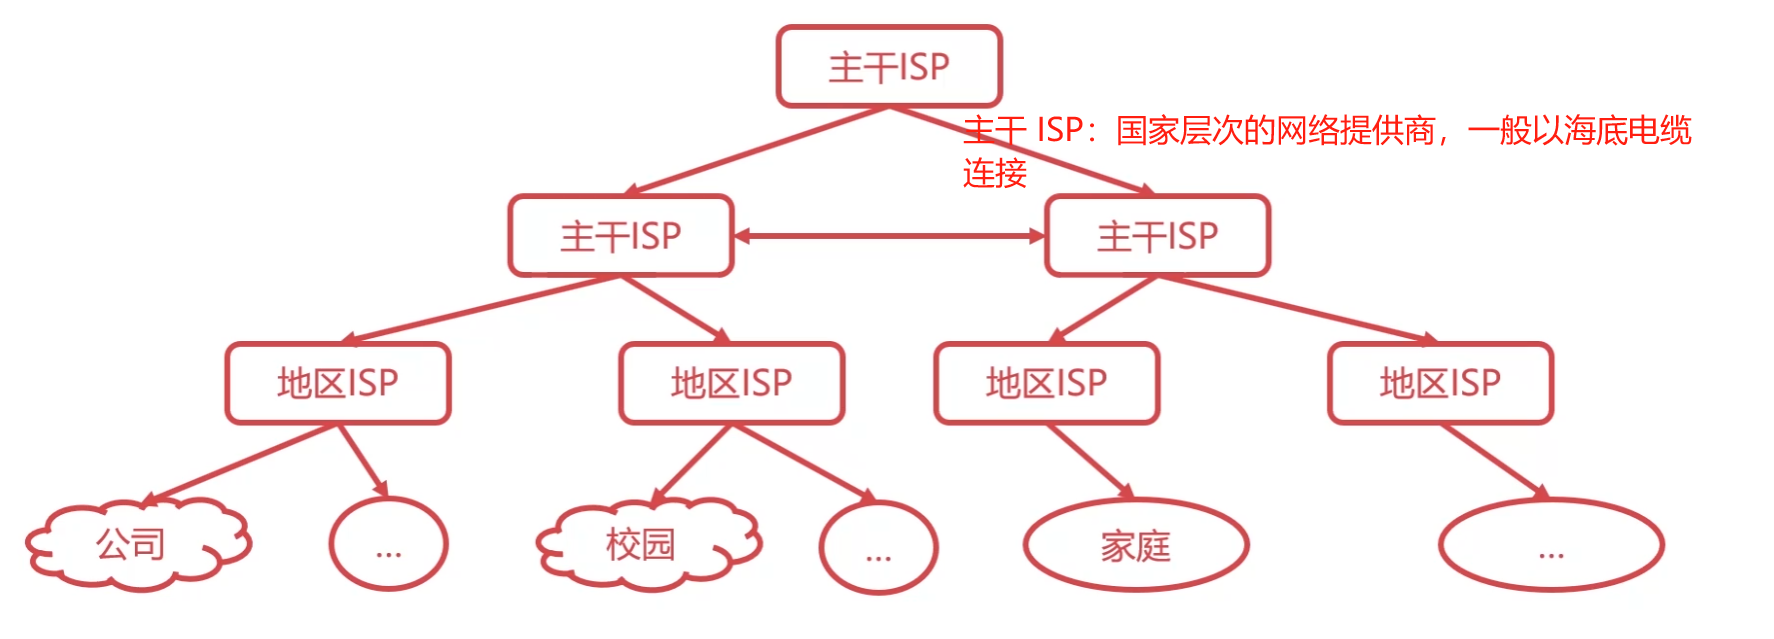 主干ISP
主干 ISP：国家层次的网络提供商，一般以海底电缆
连接
主干ISP
主干ISP
地区ISP
地区ISP
地区ISP
地区ISP
公司
...
校园
...
家庭
...